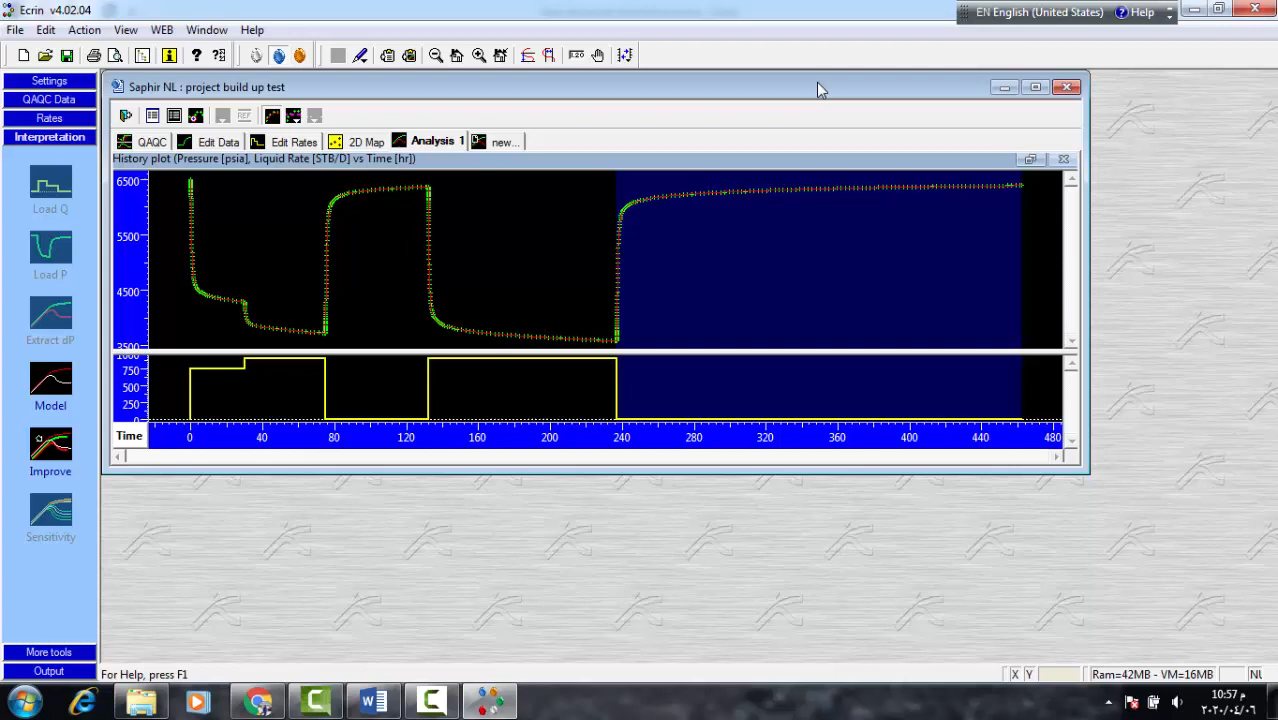 Ecrin v4.02.04
EN English (United States) Help
File Edit Action View WEB Window Help
Settings
QAQC Data
Rates
Interpretation
Load Q
Load P
Extract dP
Model
Improve
Sensitivity
More tools
Output
Saphir NL : project build up test
REF
QAQC Edit Data Edit Rates 2D Map Analysis 1 new...
History plot (Pressure [psia], Liquid Rate [STB/D] vs Time [hr])
6500
5500
4500
3500
1000
750
500
250
0
Time 0 40 80 120 160 200 240 280 320 360 400 440 480
For Help, press F1
X Y Ram=42MB - VM=16MB
10:57 م
٢٠٢٠/٠٤/٠٦